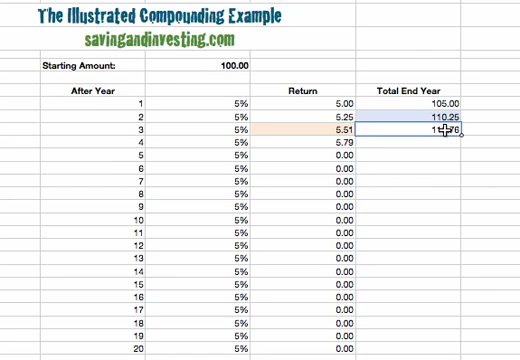 The Illustrated Compounding Example
savingandinvesting.com
Starting Amount: 100.00
After Year Return Total End Year
1 5% 5.00 105.00
2 5% 5.25 110.25
3 5% 5.51
4 5% 5.79
5 5% 0.00
6 5% 0.00
7 5% 0.00
8 5% 0.00
9 5% 0.00
10 5% 0.00
11 5% 0.00
12 5% 0.00
13 5% 0.00
14 5% 0.00
15 5% 0.00
16 5% 0.00
17 5% 0.00
18 5% 0.00
19 5% 0.00
20 5% 0.00